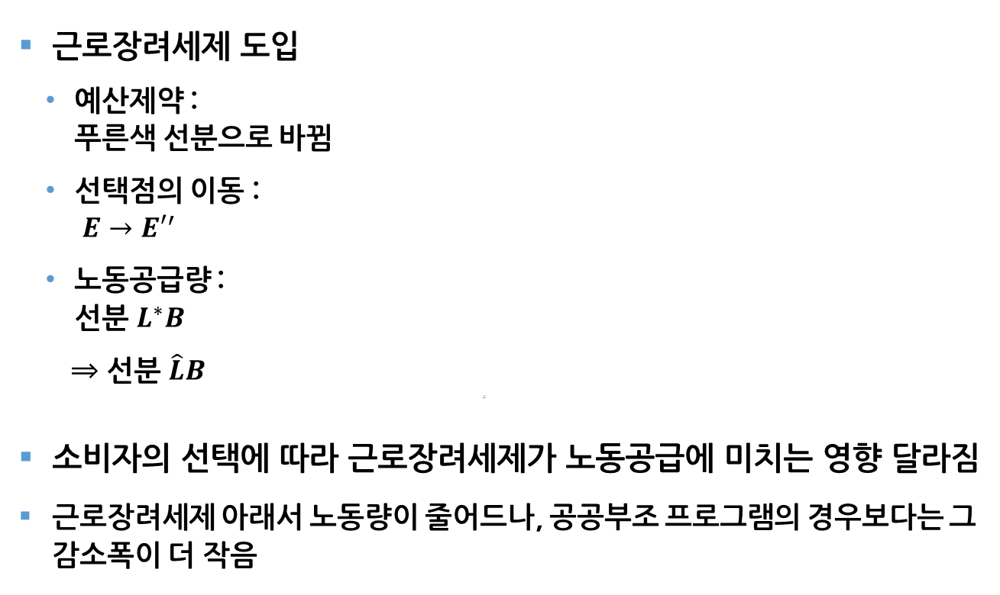 ▪ 근로장려세제 도입
• 예산제약 :
푸른색 선분으로 바뀜
• 선택점의 이동 :
E → E′′
• 노동공급량 :
선분 L*B
⇒ 선분 L̂B
▪ 소비자의 선택에 따라 근로장려세제가 노동공급에 미치는 영향 달라짐
▪ 근로장려세제 아래서 노동량이 줄어드나, 공공부조 프로그램의 경우보다는 그
감소폭이 더 작음